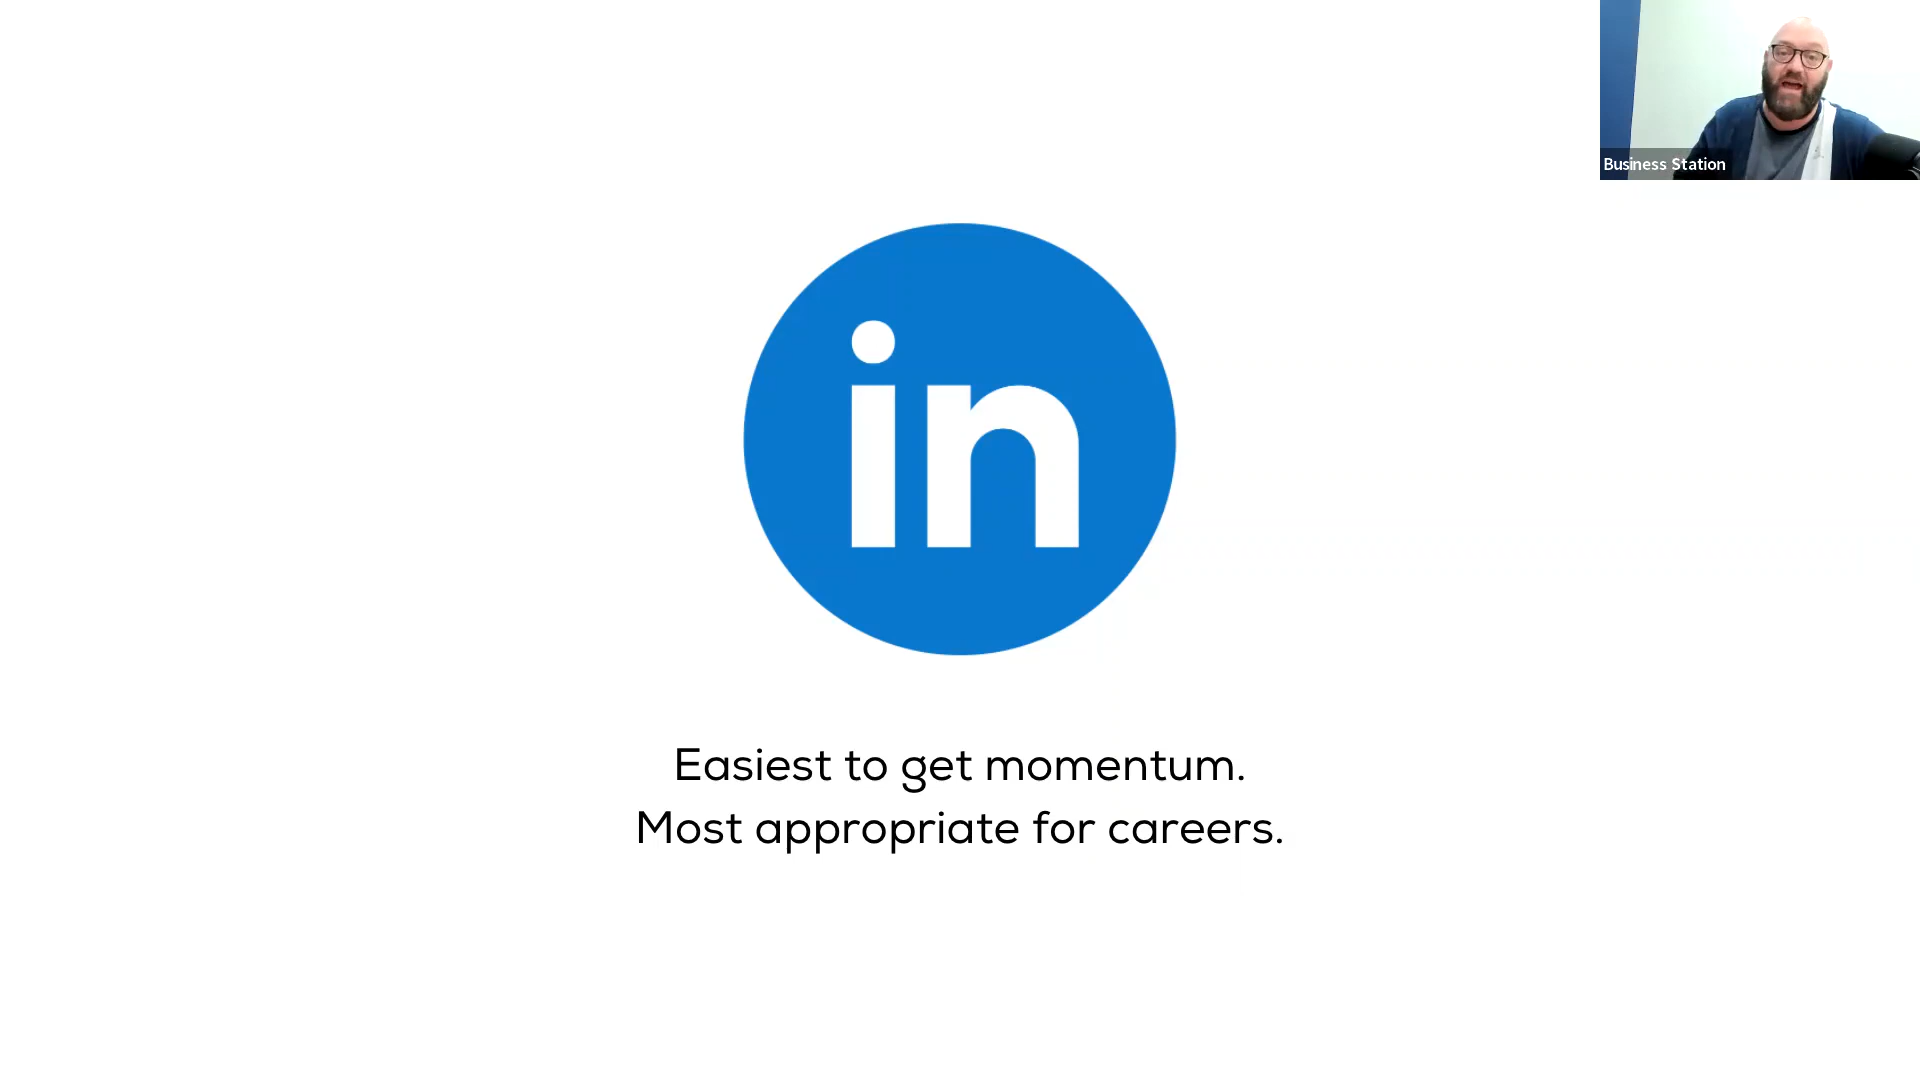 Business Station
in
Easiest to get momentum.
Most appropriate for careers.